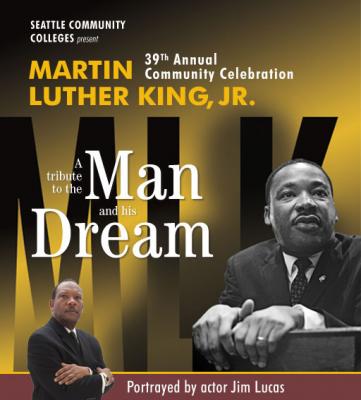 SEATTLE COMMUNITY
COLLEGES present
39th Annual
Community Celebration
MARTIN
LUTHER KING, JR.
MLK
A
tribute
to the
Man
and his
Dream
Portrayed by actor Jim Lucas